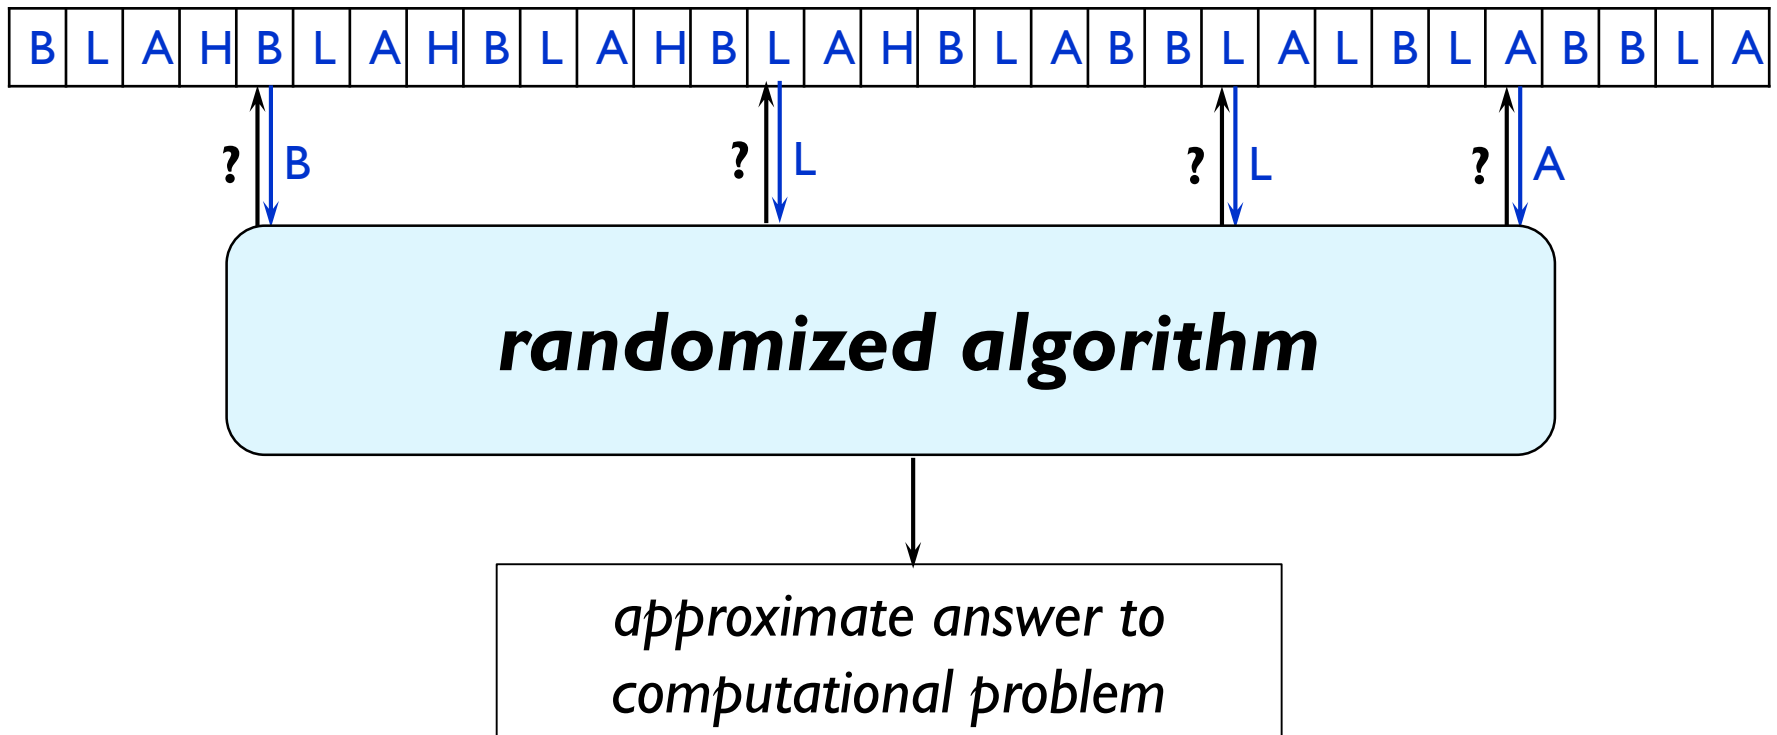 B L A H B L A H B L A H B L A H B L A B B L A L B L A B B L A
? B ? L ? L ? A
randomized algorithm
approximate answer to
computational problem